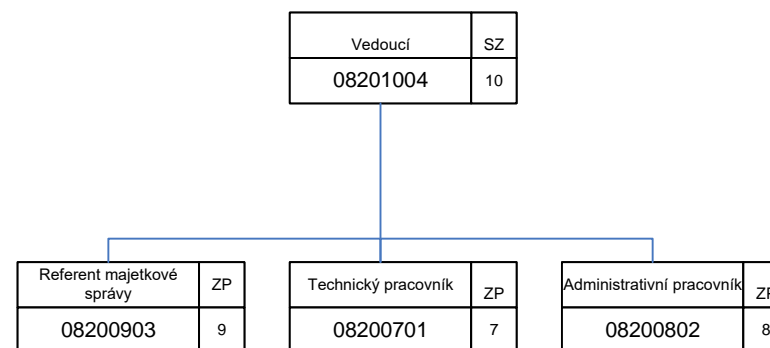 Vedoucí SZ
08201004 10
Referent majetkové
správy ZP
08200903 9
Technický pracovník ZP
08200701 7
Administrativní pracovník ZP
08200802 8